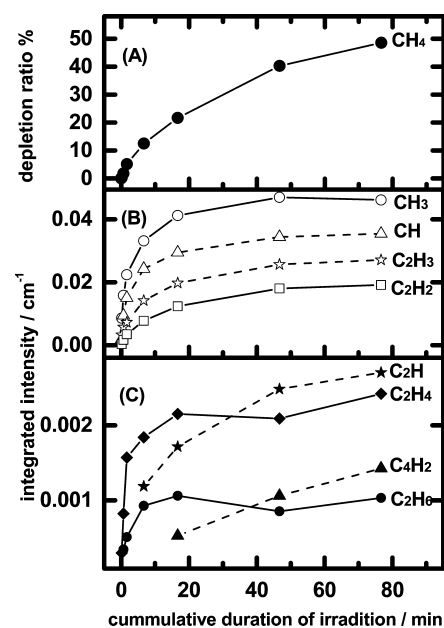 (A)
CH4
depletion ratio %
50
40
30
20
10
0
(B)
CH3
CH
C2H3
C2H2
0.04
0.02
0.00
integrated intensity / cm-1
(C)
C2H
C2H4
C4H2
C2H6
0.002
0.001
0 20 40 60 80
cummulative duration of irradition / min